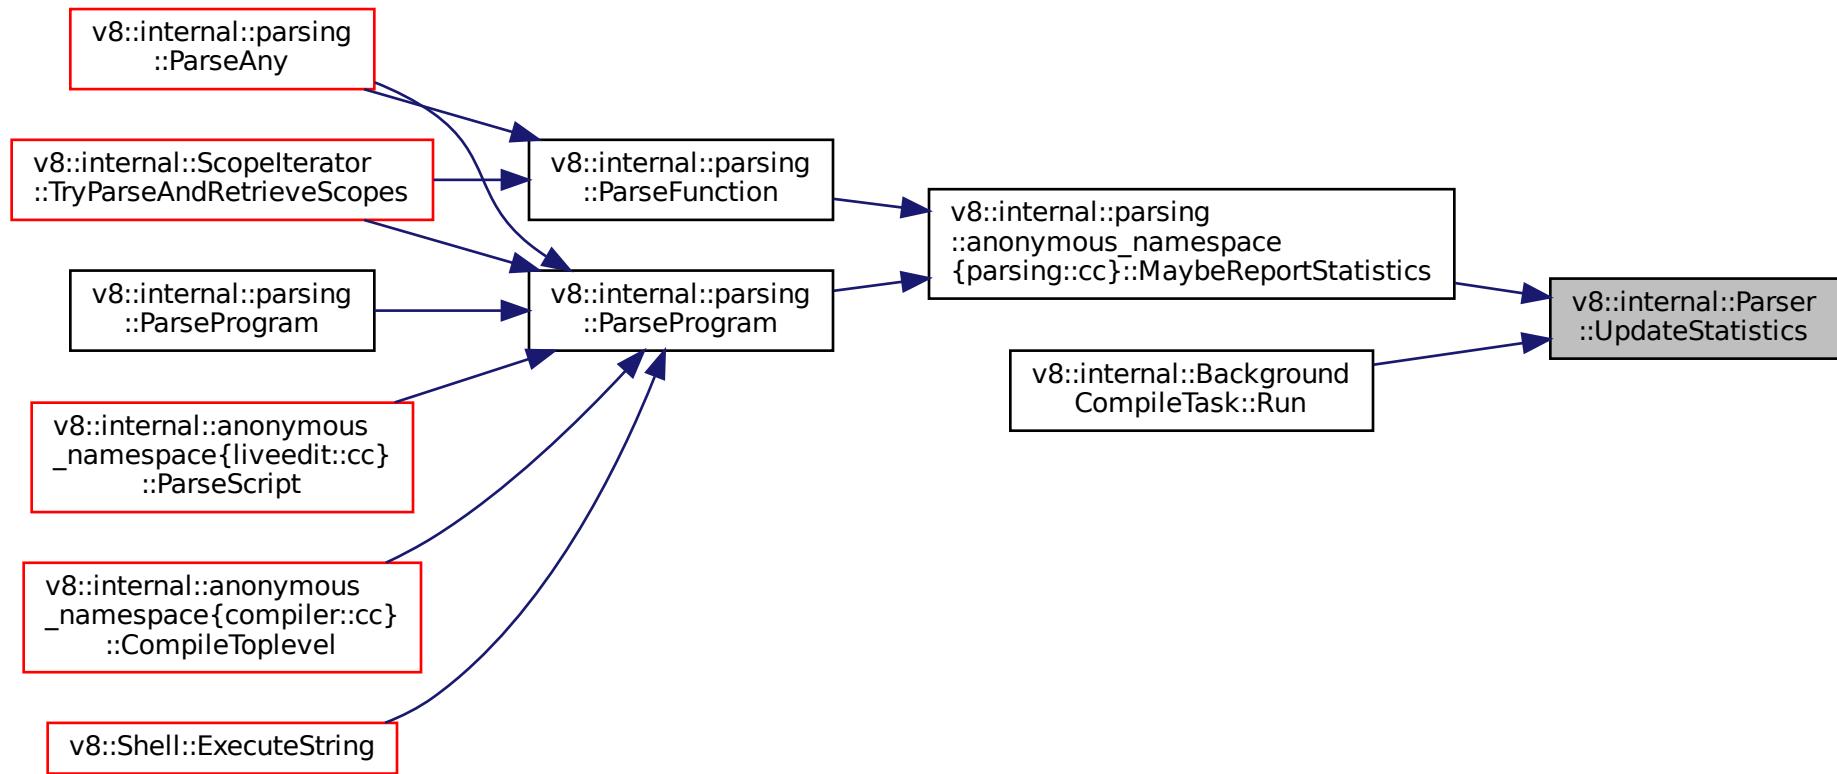 v8::internal::parsing
::ParseAny
v8::internal::ScopeIterator
::TryParseAndRetrieveScopes
v8::internal::parsing
::ParseProgram
v8::internal::anonymous
_namespace{liveedit::cc}
::ParseScript
v8::internal::anonymous
_namespace{compiler::cc}
::CompileToplevel
v8::Shell::ExecuteString
v8::internal::parsing
::ParseFunction
v8::internal::parsing
::ParseProgram
v8::internal::parsing
::anonymous_namespace
{parsing::cc}::MaybeReportStatistics
v8::internal::Background
CompileTask::Run
v8::internal::Parser
::UpdateStatistics